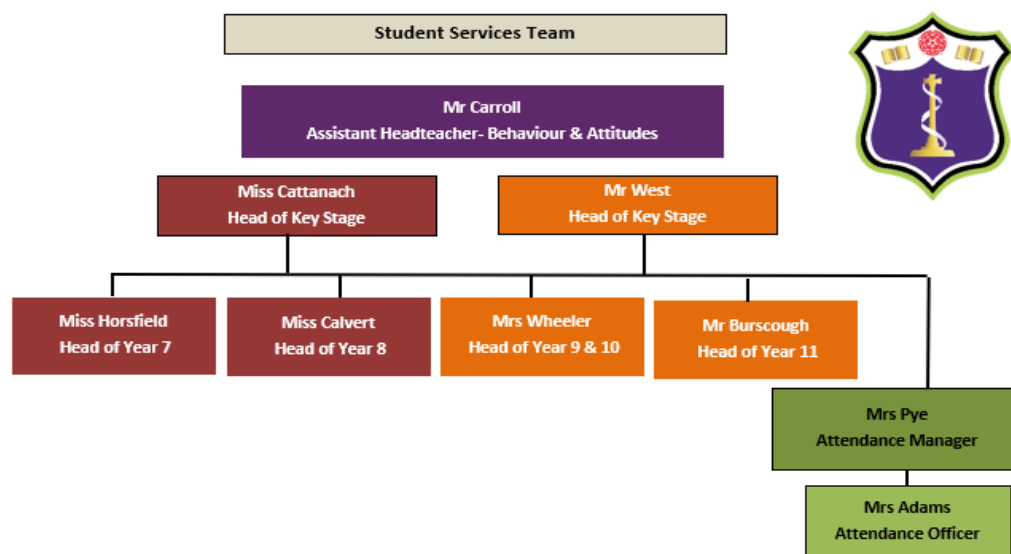 Student Services Team
Mr Carroll
Assistant Headteacher- Behaviour & Attitudes
Miss Cattanach
Head of Key Stage
Mr West
Head of Key Stage
Miss Horsfield
Head of Year 7
Miss Calvert
Head of Year 8
Mrs Wheeler
Head of Year 9 & 10
Mr Burscough
Head of Year 11
Mrs Pye
Attendance Manager
Mrs Adams
Attendance Officer